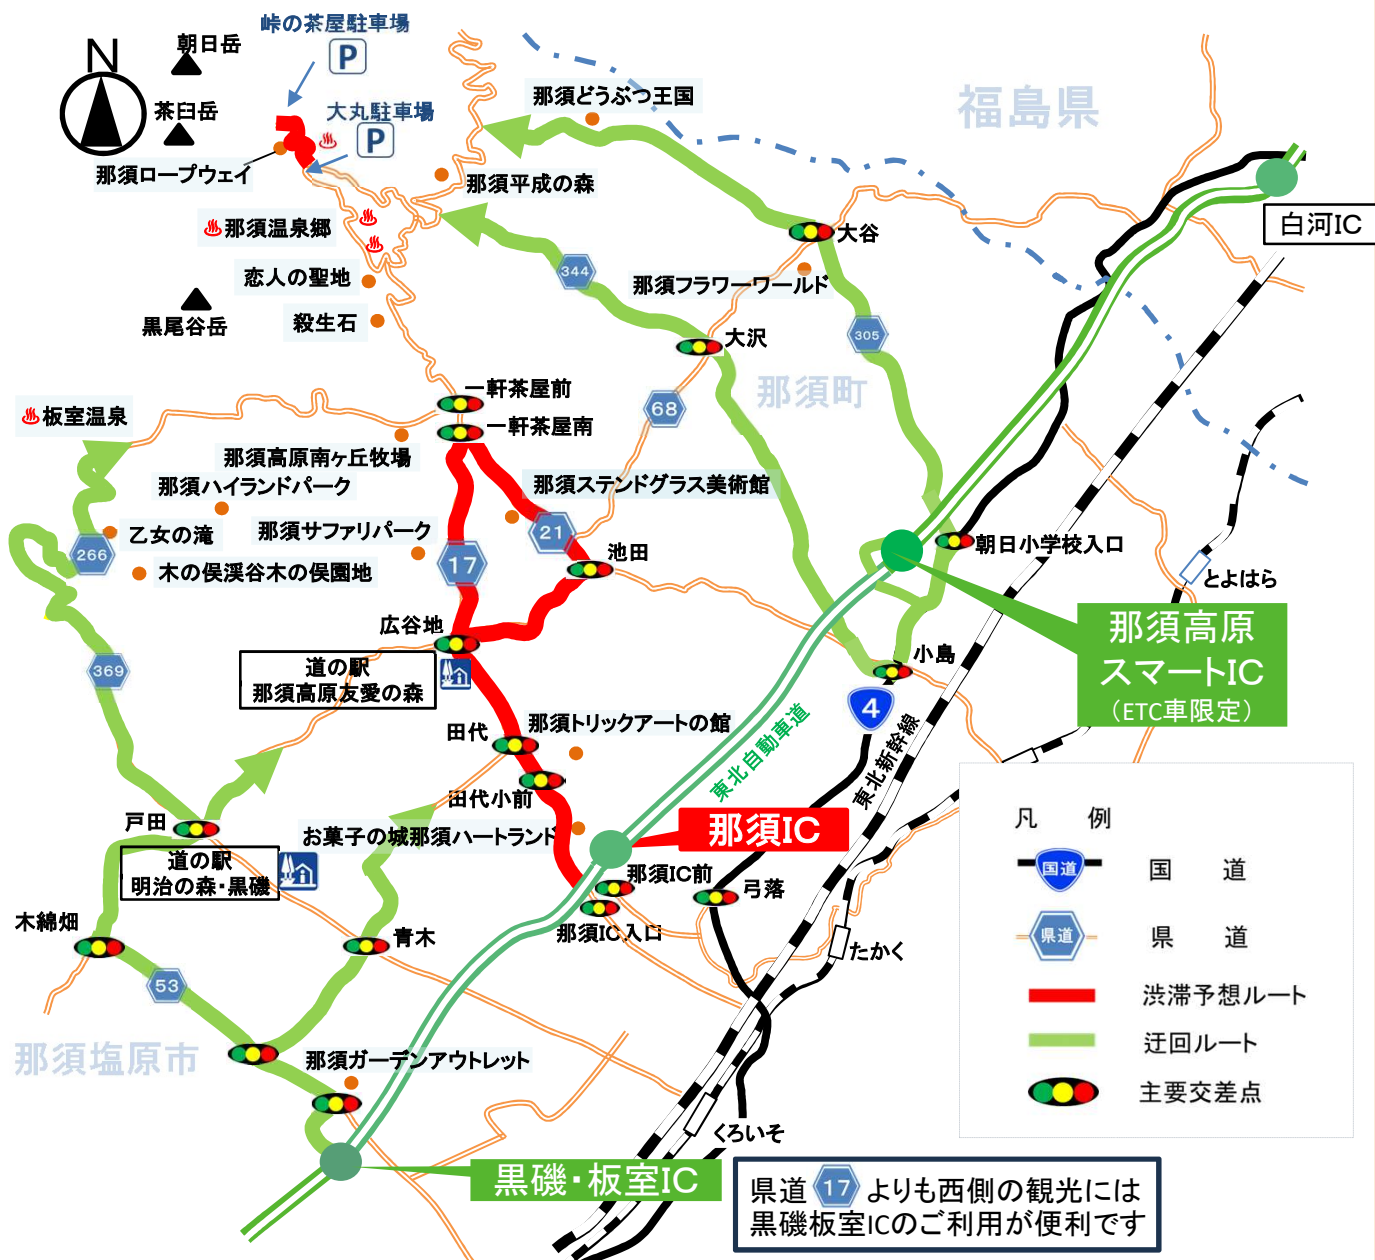 峠の茶屋駐車場
P
N
朝日岳
茶臼岳
大丸駐車場
P
那須どうぶつ王国
福島県
那須ロープウェイ
那須平成の森
白河IC
那須温泉郷
大谷
344
那須フラワーワールド
恋人の聖地
殺生石
黒尾谷岳
305
大沢
那須町
68
一軒茶屋前
一軒茶屋南
板室温泉
那須高原南ヶ丘牧場
那須ハイランドパーク
那須ステンドグラス美術館
那須サファリパーク
21
乙女の滝
266
17
池田
朝日小学校入口
木の俣渓谷木の俣園地
とよはら
広谷地
那須高原
スマートIC
(ETC車限定)
小島
道の駅
那須高原友愛の森
369
4
那須トリックアートの館
田代
東北自動車道
東北新幹線
田代小前
戸田
お菓子の城那須ハートランド
那須IC
道の駅
明治の森・黒磯
那須IC前
弓落
那須IC入口
木綿畑
青木
たかく
53
那須塩原市
那須ガーデンアウトレット
くろいそ
黒磯・板室IC
凡 例
国道
国 道
県道
県 道
渋滞予想ルート
迂回ルート
主要交差点
県道 17 よりも西側の観光には
黒磯板室ICのご利用が便利です